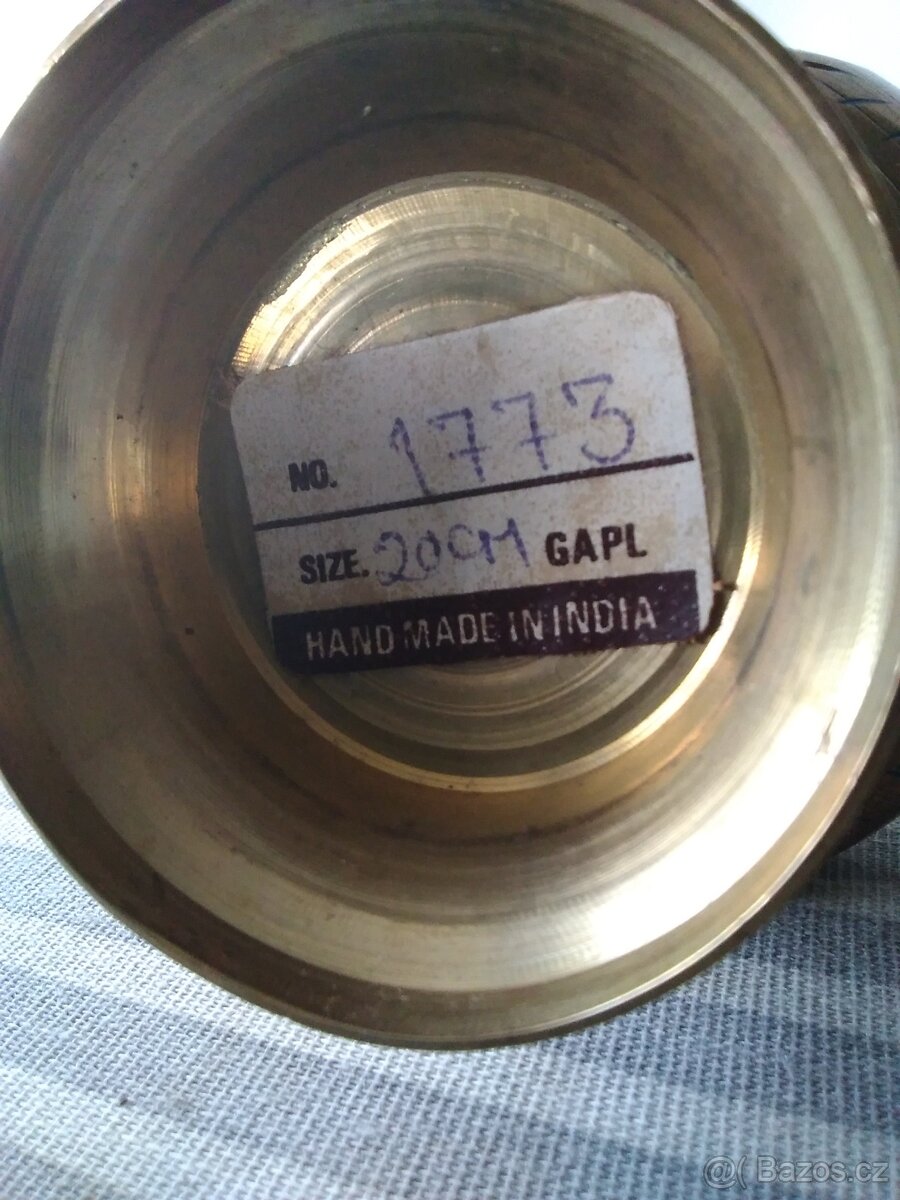 NO. 1773
SIZE. 20CM GAPL
HAND MADE IN INDIA
@( Bazos.cz